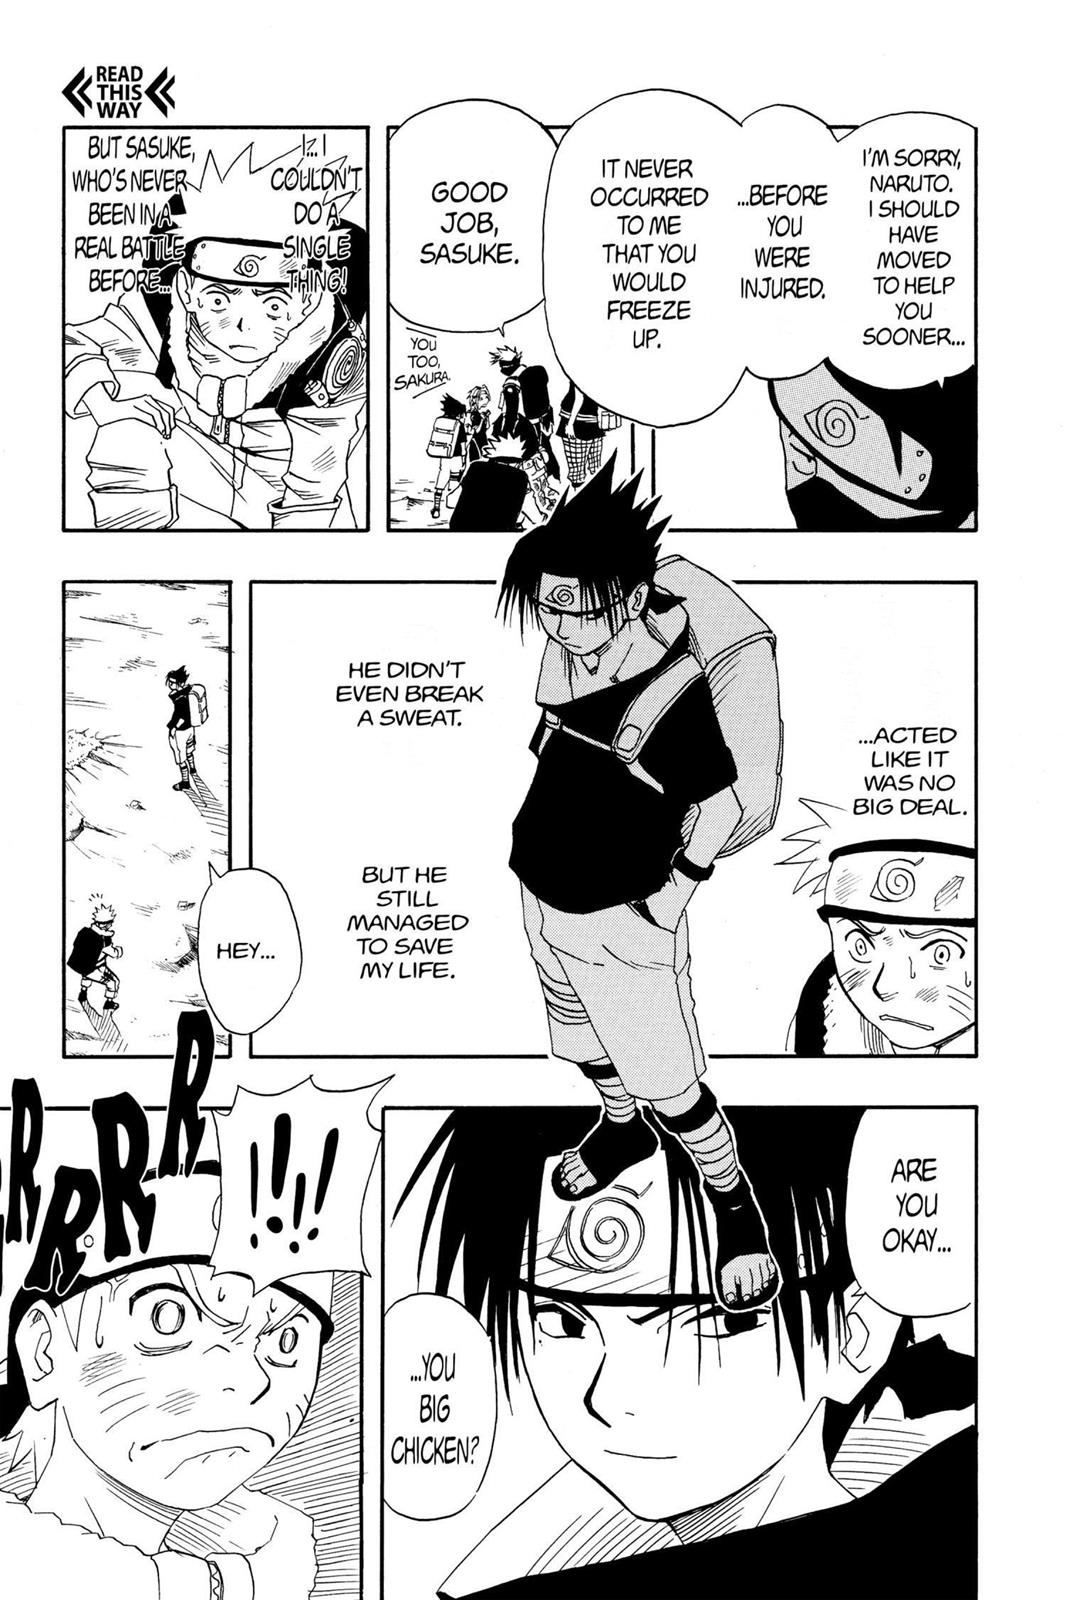 READ
THIS
WAY
I'M SORRY,
NARUTO.
I SHOULD
HAVE
MOVED
TO HELP
YOU
SOONER...
...BEFORE
YOU
WERE
INJURED.
IT NEVER
OCCURRED
TO ME
THAT YOU
WOULD
FREEZE
UP.
GOOD
JOB,
SASUKE.
YOU
TOO,
SAKURA.
I... I
COULDN'T
DO A
SINGLE
THING!
BUT SASUKE,
WHO'S NEVER
BEEN IN A
REAL BATTLE
BEFORE...
...ACTED
LIKE IT
WAS NO
BIG DEAL.
HE DIDN'T
EVEN BREAK
A SWEAT.
BUT HE
STILL
MANAGED
TO SAVE
MY LIFE.
HEY...
ARE
YOU
OKAY...
...YOU
BIG
CHICKEN?
!!!!
RRRRR